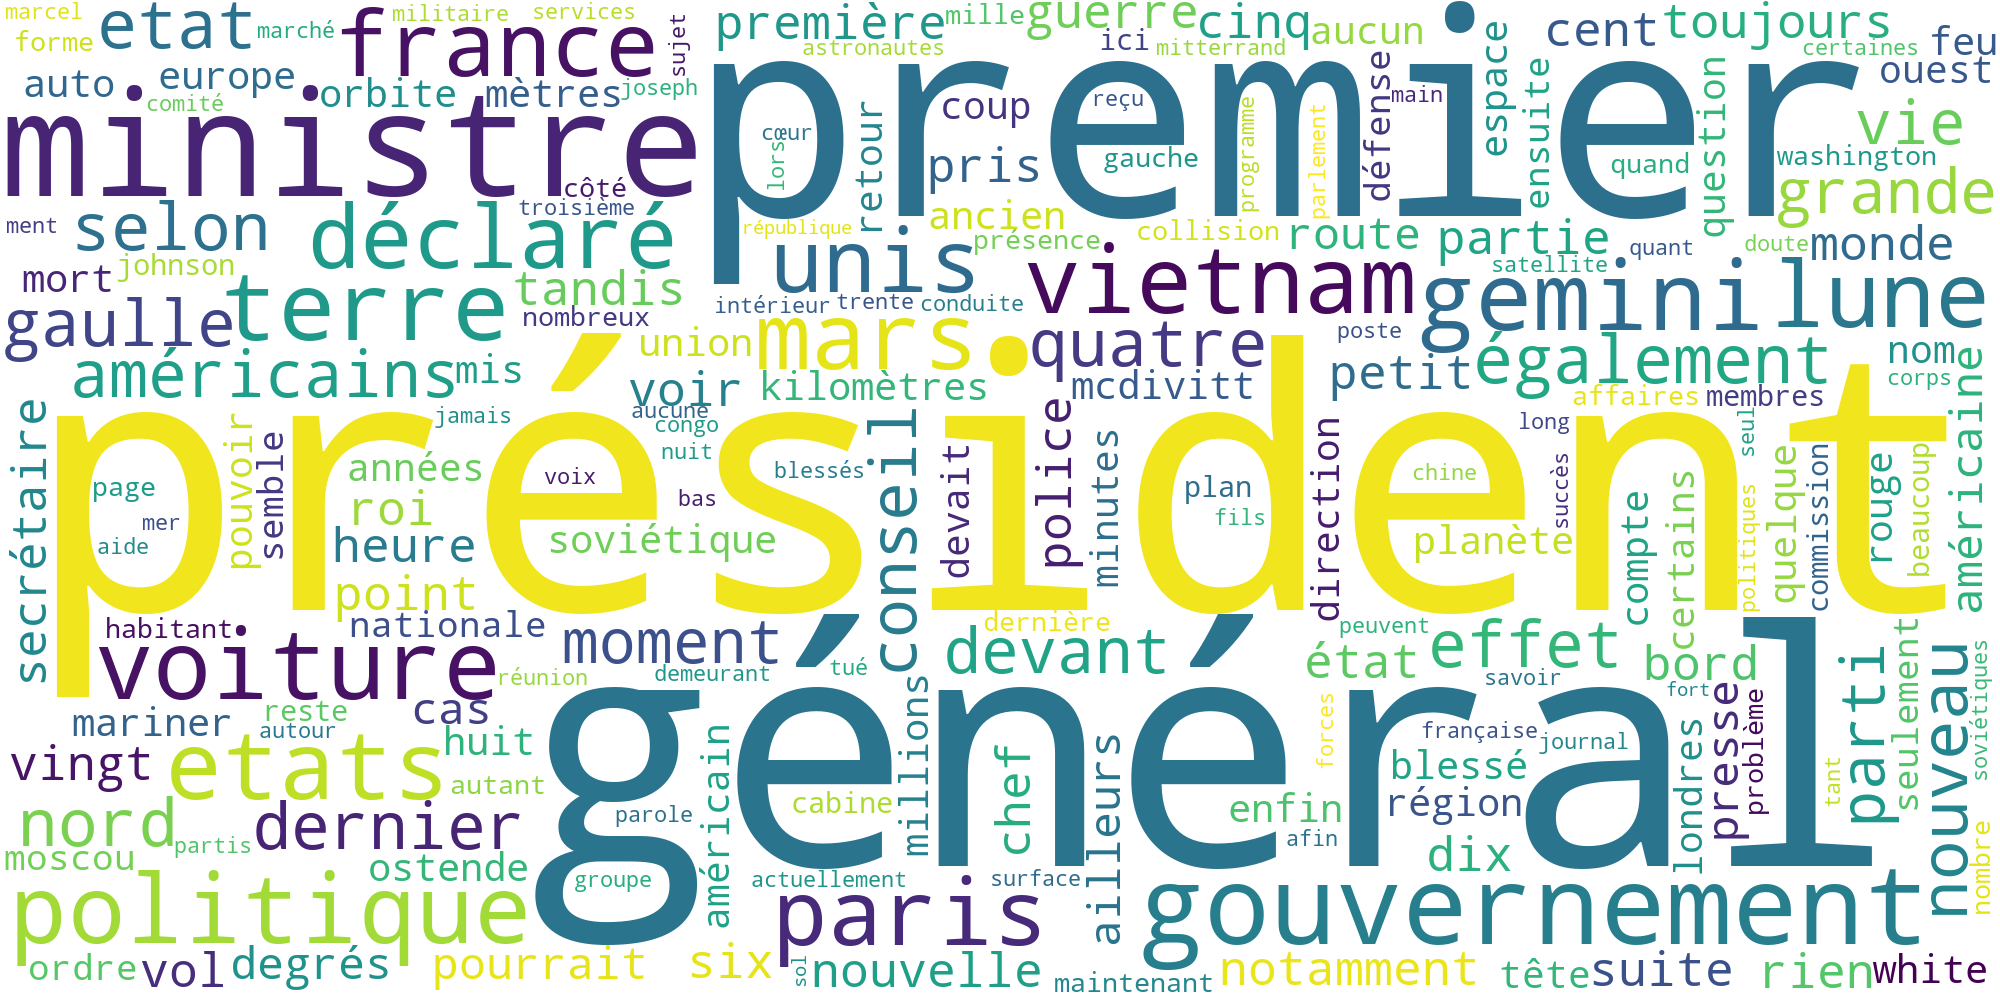 marcel
etat
marché
militaire
services
france
sujet
première
mille
guerre
cinq
aucun
cent
toujours
forme
auto
europe
orbite
mètres
joseph
comité
astronautes
ici
mitterrand
certaines
feu
ouest
ministre
premier
retour
coup
reçu
main
défense
espace
ensuite
question
vie
cœur
lors
pris
gauche
programme
parlement
quand
washington
grande
côté
troisième
ancien
ment
selon
déclaré
république
unis
présence
collision
route
partie
quant
doute
monde
mort
johnson
terre
tandis
intérieur
trente
conduite
vietnam
satellite
gemini
lune
gaulle
nombreux
union
mars
quatre
poste
petit
également
nom
corps
américains
mis
voir
kilomètres
mcdivitt
affaires
membres
secrétaire
président
jamais
aucune
congo
nuit
conseil
police
long
seul
américaine
pouvoir
semble
années
voix
blessés
devait
minutes
plan
chine
succès
quelque
commission
rouge
beaucoup
page
mer
aide
roi
bas
fils
direction
compte
certains
politiques
heure
soviétique
planète
point
habitant
nationale
moment
dernière
devant
peuvent
effet
état
bord
voiture
réunion
demeurant
tué
savoir
fort
parti
seulement
nouveau
soviétiques
mariner
reste
autour
cas
général
millions
forces
française
journal
londres
presse
problème
vingt
etats
huit
autant
américain
parole
cabine
chef
ailleurs
enfin
blessé
région
afin
tant
nord
dernier
moscou
partis
ostende
groupe
actuellement
surface
dix
nombre
politique
paris
gouvernement
ordre
vol
degrés
pourrait
six
sol
nouvelle
maintenant
notamment
tête
suite
rien
white